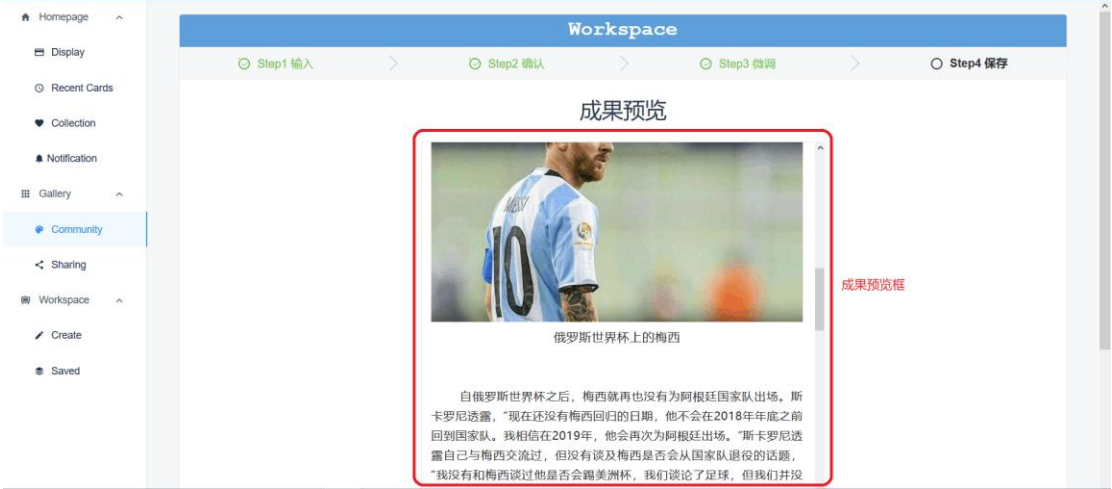 Homepage
Display
Recent Cards
Collection
Notification
Gallery
Community
Sharing
Workspace
Create
Saved
Workspace
Step1 输入
Step2 确认
Step3 微调
Step4 保存
成果预览
MESSI
10
俄罗斯世界杯上的梅西
成果预览框
自俄罗斯世界杯之后，梅西就再也没有为阿根廷国家队出场。斯
卡罗尼透露，“现在还没有梅西回归的日期，他不会在2018年年底之前
回到国家队。我相信在2019年，他会再次为阿根廷出场。”斯卡罗尼透
露自己与梅西交流过，但没有谈及梅西是否会从国家队退役的话题，
“我没有和梅西谈过他是否会踢美洲杯，我们谈论了足球，但我们并没